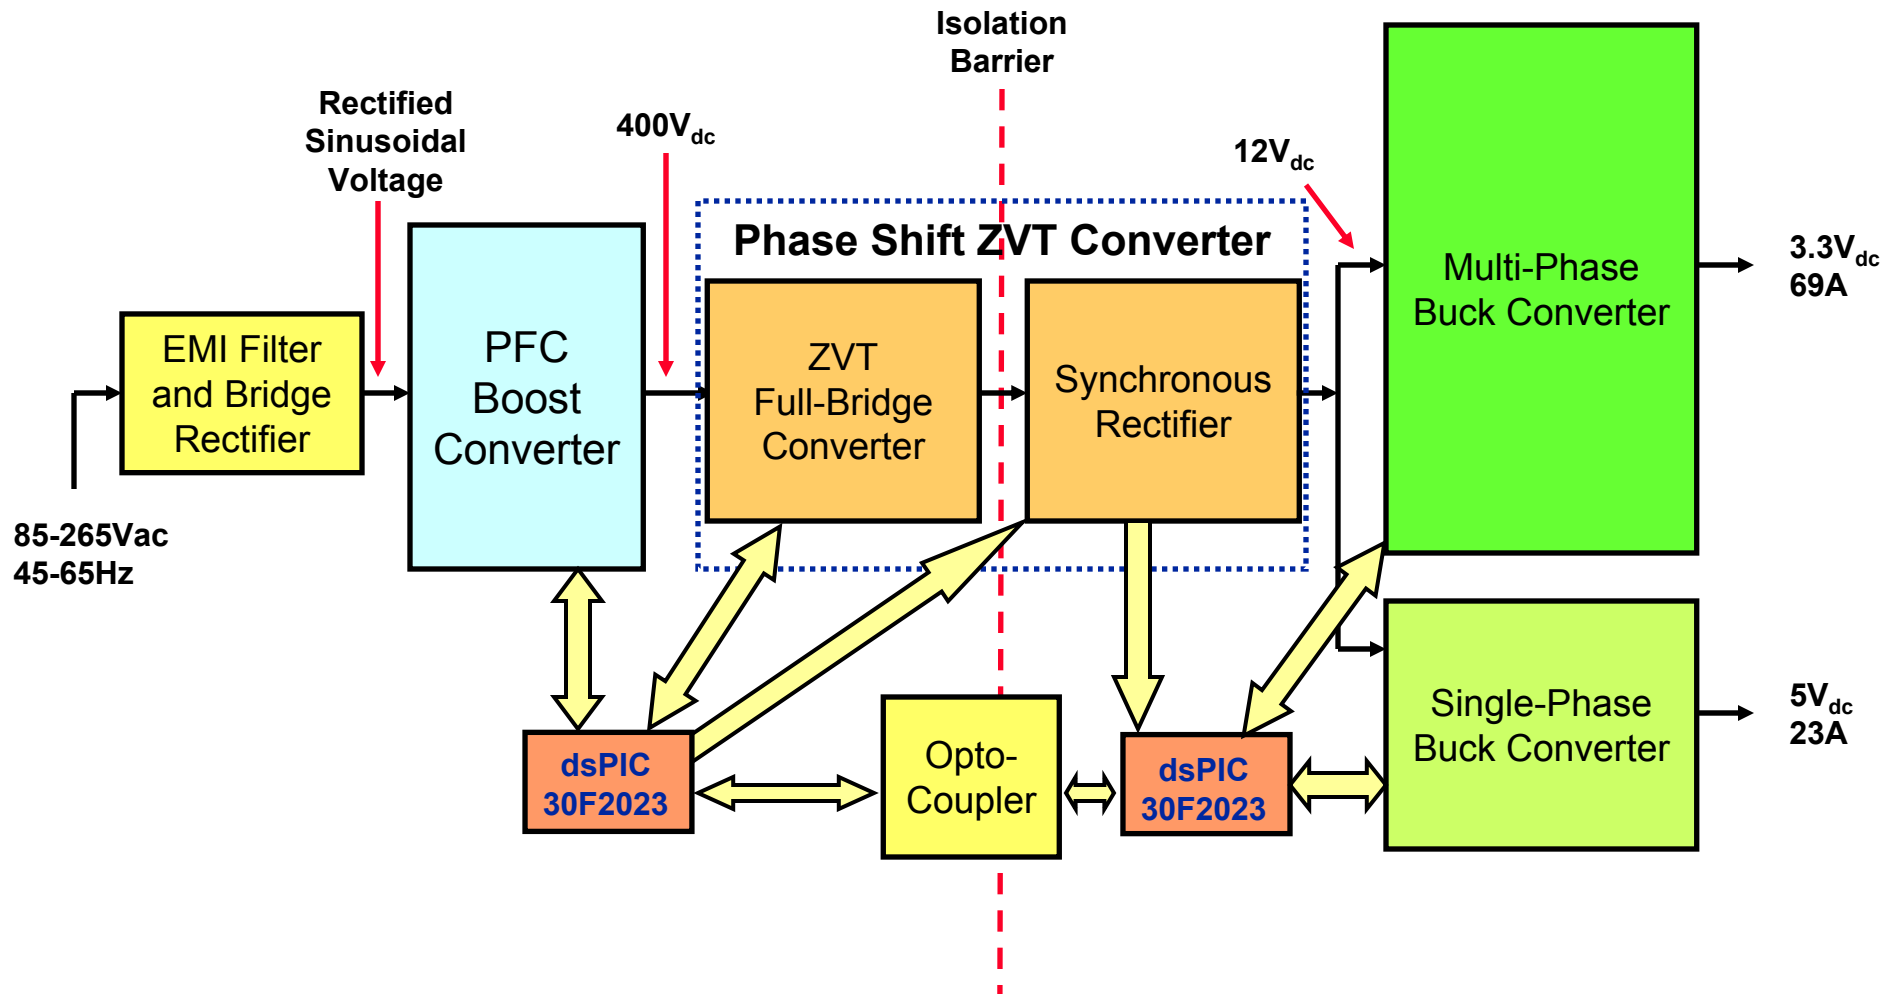 Isolation
Barrier
Rectified
Sinusoidal
Voltage
400Vdc
12Vdc
Phase Shift ZVT Converter
EMI Filter
and Bridge
Rectifier
PFC
Boost
Converter
ZVT
Full-Bridge
Converter
Synchronous
Rectifier
Multi-Phase
Buck Converter
3.3Vdc
69A
85-265Vac
45-65Hz
Single-Phase
Buck Converter
5Vdc
23A
dsPIC
30F2023
Opto-
Coupler
dsPIC
30F2023